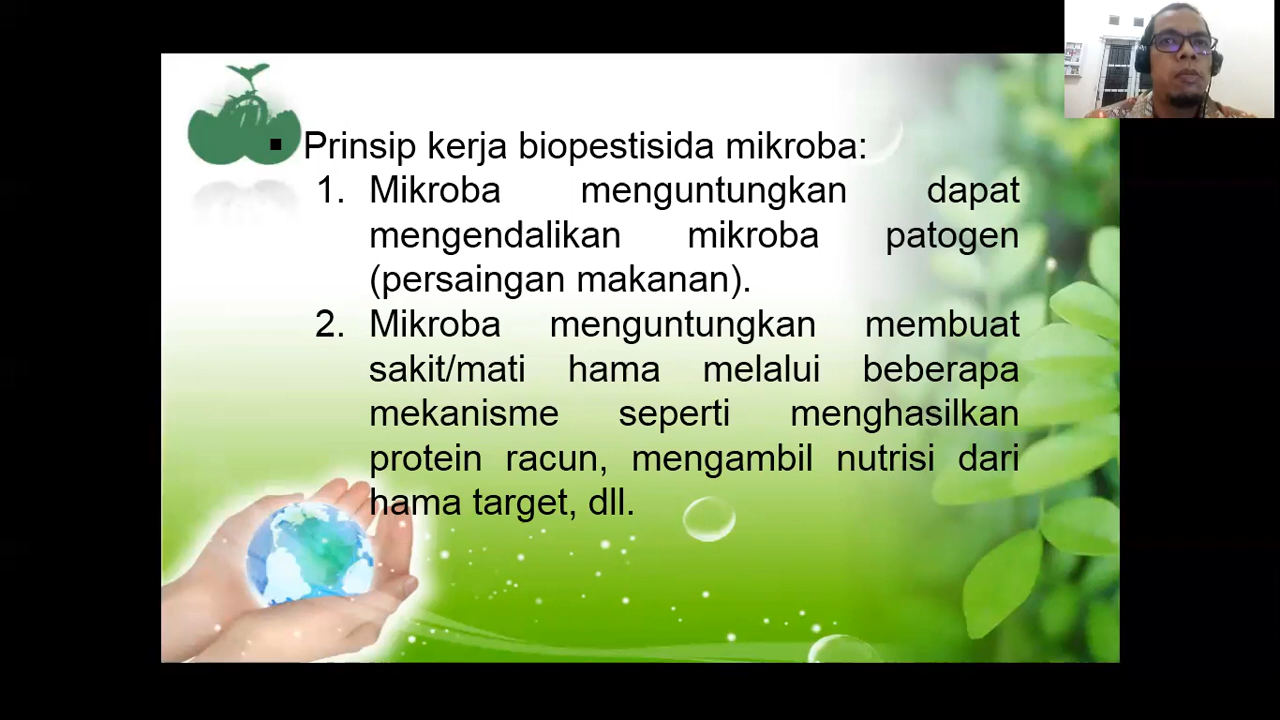 ▪ Prinsip kerja biopestisida mikroba:
1. Mikroba menguntungkan dapat
mengendalikan mikroba patogen
(persaingan makanan).
2. Mikroba menguntungkan membuat
sakit/mati hama melalui beberapa
mekanisme seperti menghasilkan
protein racun, mengambil nutrisi dari
hama target, dll.